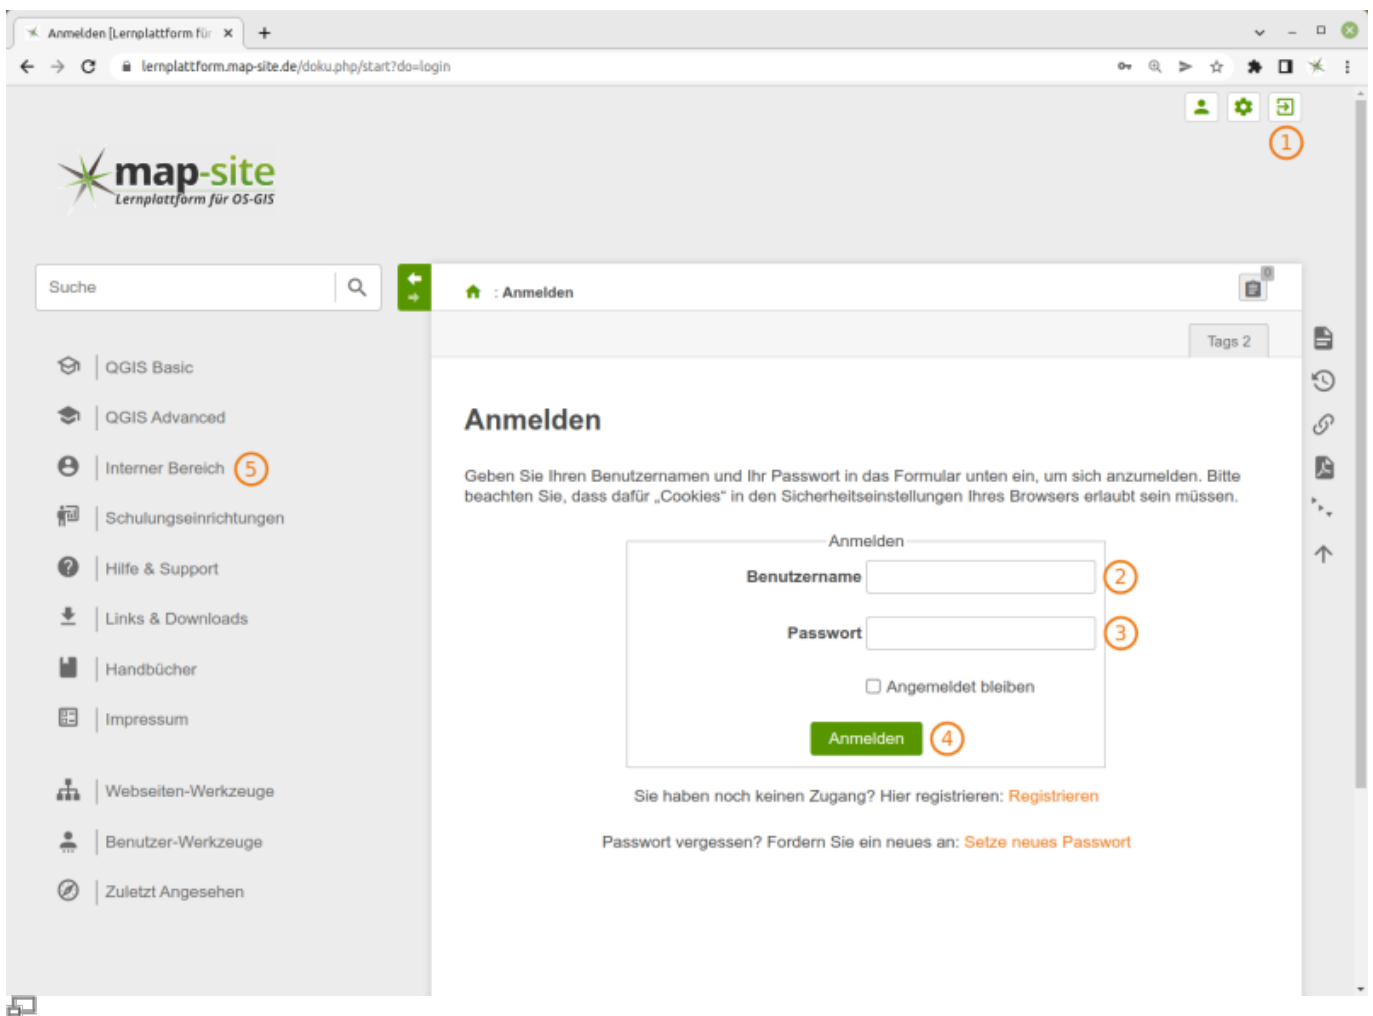 Anmelden [Lernplattform für
lernplattform.map-site.de/doku.php/start?do=login
1
map-site
Lernplattform für OS-GIS
Suche
: Anmelden
0
Tags 2
QGIS Basic
QGIS Advanced
Interner Bereich 5
Schulungseinrichtungen
Hilfe & Support
Links & Downloads
Handbücher
Impressum
Webseiten-Werkzeuge
Benutzer-Werkzeuge
Zuletzt Angesehen
Anmelden
Geben Sie Ihren Benutzernamen und Ihr Passwort in das Formular unten ein, um sich anzumelden. Bitte
beachten Sie, dass dafür „Cookies“ in den Sicherheitseinstellungen Ihres Browsers erlaubt sein müssen.
Anmelden
Benutzername 2
Passwort 3
Angemeldet bleiben
Anmelden 4
Sie haben noch keinen Zugang? Hier registrieren: Registrieren
Passwort vergessen? Fordern Sie ein neues an: Setze neues Passwort